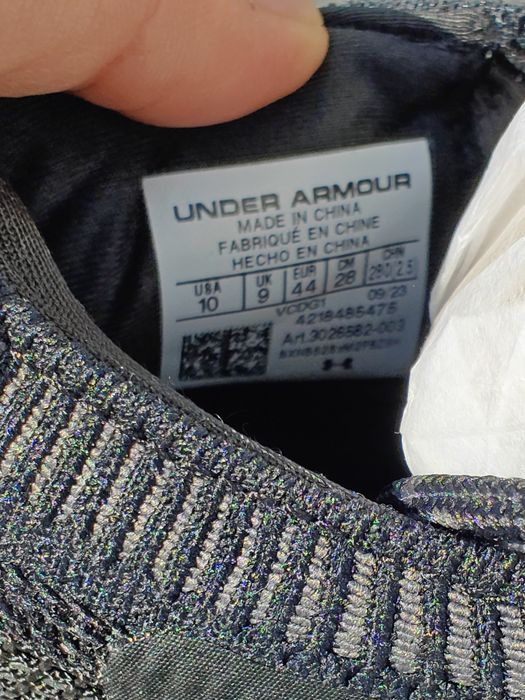 UNDER ARMOUR
MADE IN CHINA
FABRIQUÉ EN CHINE
HECHO EN CHINA
USA UK EUR CM CHN
10 9 44 28 280/2.5
VCDG1 09/23
4218485475
Art.3026582-003